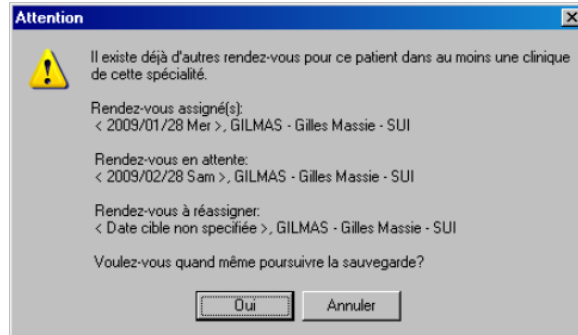 Attention
Il existe déjà d'autres rendez-vous pour ce patient dans au moins une clinique
de cette spécialité.
Rendez-vous assigné(s):
< 2009/01/28 Mer >, GILMAS - Gilles Massie - SUI
Rendez-vous en attente:
< 2009/02/28 Sam >, GILMAS - Gilles Massie - SUI
Rendez-vous à réassigner:
< Date cible non specifiée >, GILMAS - Gilles Massie - SUI
Voulez-vous quand même poursuivre la sauvegarde?
Oui Annuler